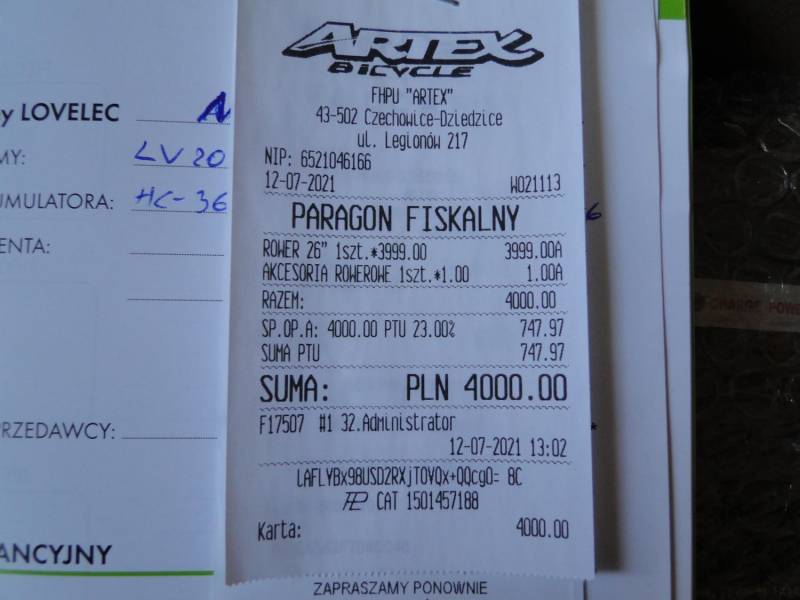 ARTEX
BICYCLE
FHPU "ARTEX"
43-502 Czechowice-Dziedzice
ul. Legionów 217
NIP: 6521046166
12-07-2021 W021113
PARAGON FISKALNY
ROWER 26" 1szt.*3999.00 3999.00A
AKCESORIA ROWEROWE 1szt.*1.00 1.00A
RAZEM: 4000.00
SP.OP.A: 4000.00 PTU 23.00% 747.97
SUMA PTU 747.97
SUMA: PLN 4000.00
F17507 #1 32.Administrator
12-07-2021 13:02
LAFLYBx98USD2RXjTOVQx+QQcgO= 8C
CAT 1501457188
Karta: 4000.00
ZAPRASZAMY PONOWNIE
y LOVELEC A
MY: LV 20
UMULATORA: HC-36
ENTA:
RZEDAWCY:
ANCYJNY
6
CHARGE POWE